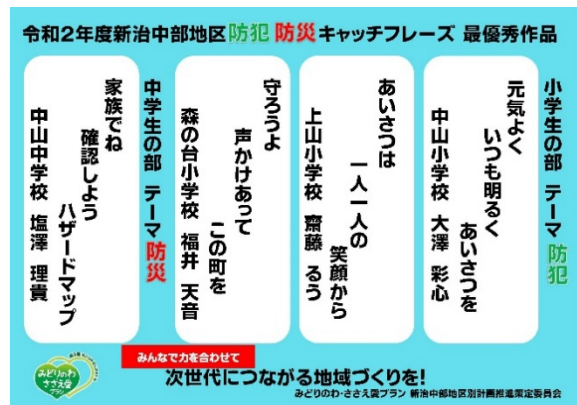 令和2年度新治中部地区防犯防災キャッチフレーズ 最優秀作品
小学生の部 テーマ 防犯
元気よく
いつも明るく
あいさつを
中山小学校 大澤 彩心
あいさつは
一人一人の
笑顔から
上山小学校 齋藤 るう
守ろうよ
声かけあって
この町を
森の台小学校 福井 天音
中学生の部 テーマ 防災
家族でね
確認しよう
ハザードマップ
中山中学校 塩澤 理貴
みんなで力を合わせて
次世代につながる地域づくりを!
みどりのわ・ささえ愛プラン 新治中部地区別計画推進策定委員会
みどりのわ
ささえ愛
プラン